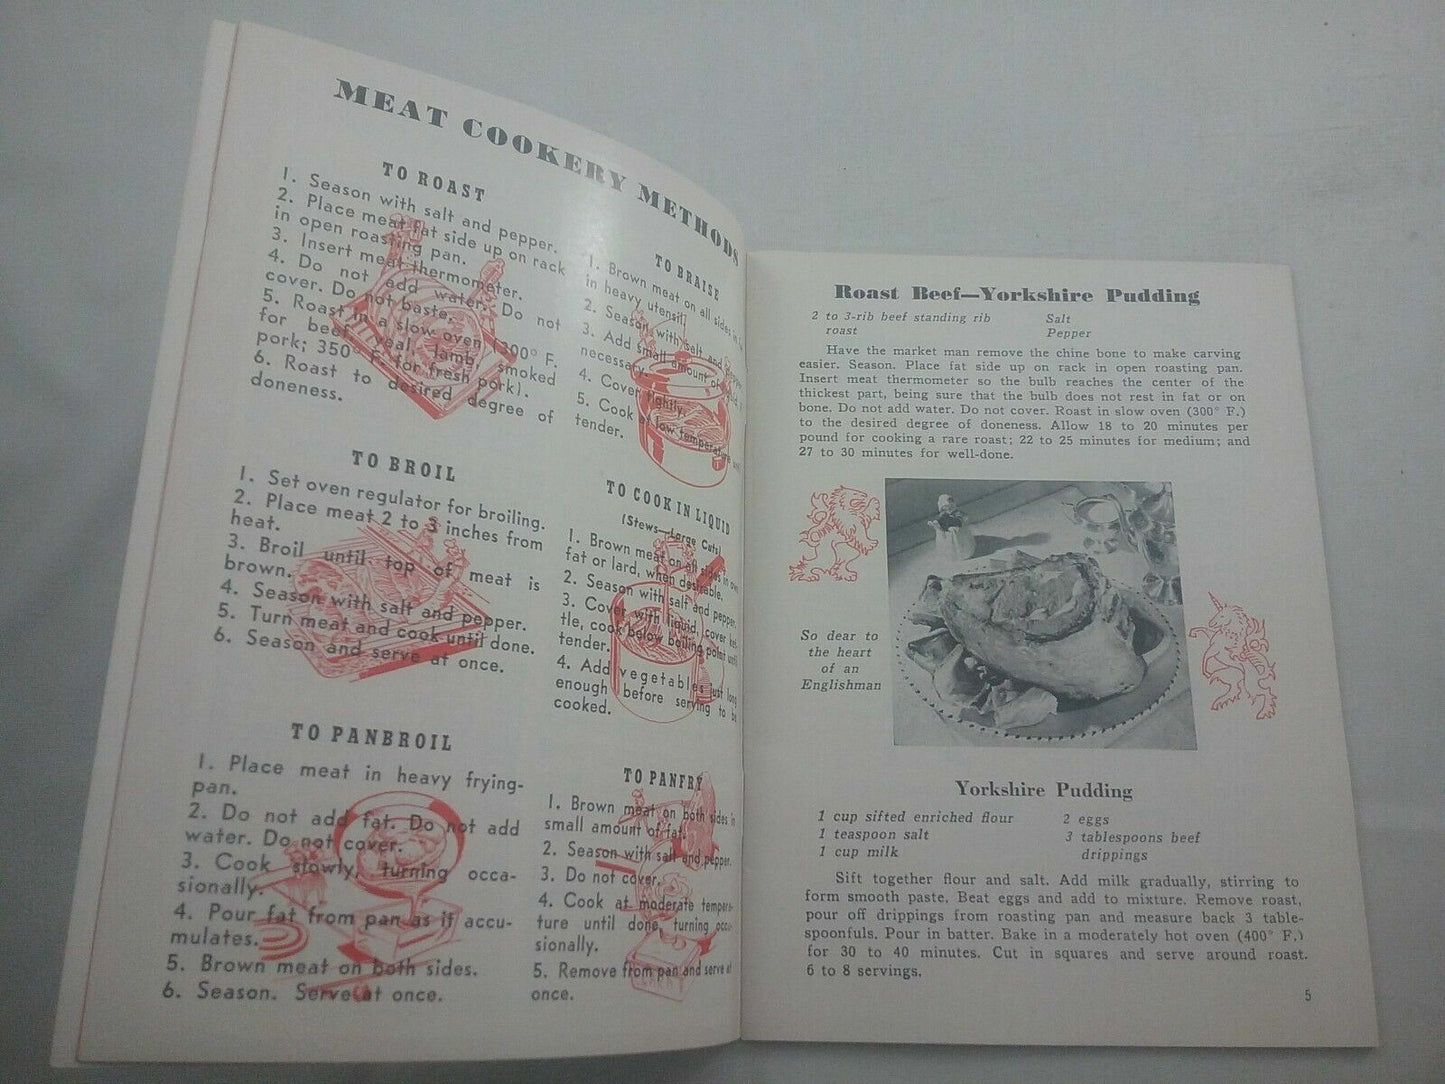 MEAT COOKERY METHODS
TO ROAST
1. Season with salt and pepper.
2. Place meat fat side up on rack
in open roasting pan.
3. Insert meat thermometer.
4. Do not add water. Do not
cover. Do not baste.
5. Roast in a slow oven (300° F.
for beef, veal, lamb, smoked
pork; 350° F. for fresh pork).
6. Roast to desired degree of
doneness.
TO BROIL
1. Set oven regulator for broiling.
2. Place meat 2 to 3 inches from
heat.
3. Broil until top of meat is
brown.
4. Season with salt and pepper.
5. Turn meat and cook until done.
6. Season and serve at once.
TO PANBROIL
1. Place meat in heavy frying-
pan.
2. Do not add fat. Do not add
water. Do not cover.
3. Cook slowly, turning occa-
sionally.
4. Pour fat from pan as it accu-
mulates.
5. Brown meat on both sides.
6. Season. Serve at once.
TO BRAISE
1. Brown meat on all sides in
in heavy utensil.
2. Season with salt and pepper
3. Add small amount of
necessary.
4. Cover tightly.
5. Cook at low temperature until
tender.
TO COOK IN LIQUID
(Stews—Large Cuts)
1. Brown meat on all sides in own
fat or lard, when desirable.
2. Season with salt and pepper.
3. Cover with liquid, cover ket-
tle, cook below boiling point until
tender.
4. Add vegetables just long
enough before serving to be
cooked.
TO PANFRY
1. Brown meat on both sides in
small amount of fat.
2. Season with salt and pepper.
3. Do not cover.
4. Cook at moderate tempera-
ture until done, turning occa-
sionally.
5. Remove from pan and serve at
once.
Roast Beef—Yorkshire Pudding
2 to 3-rib beef standing rib Salt
roast Pepper
Have the market man remove the chine bone to make carving
easier. Season. Place fat side up on rack in open roasting pan.
Insert meat thermometer so the bulb reaches the center of the
thickest part, being sure that the bulb does not rest in fat or on
bone. Do not add water. Do not cover. Roast in slow oven (300° F.)
to the desired degree of doneness. Allow 18 to 20 minutes per
pound for cooking a rare roast; 22 to 25 minutes for medium; and
27 to 30 minutes for well-done.
So dear to
the heart
of an
Englishman
Yorkshire Pudding
1 cup sifted enriched flour 2 eggs
1 teaspoon salt 3 tablespoons beef
1 cup milk drippings
Sift together flour and salt. Add milk gradually, stirring to
form smooth paste. Beat eggs and add to mixture. Remove roast,
pour off drippings from roasting pan and measure back 3 table-
spoonfuls. Pour in batter. Bake in a moderately hot oven (400° F.)
for 30 to 40 minutes. Cut in squares and serve around roast.
6 to 8 servings.
5